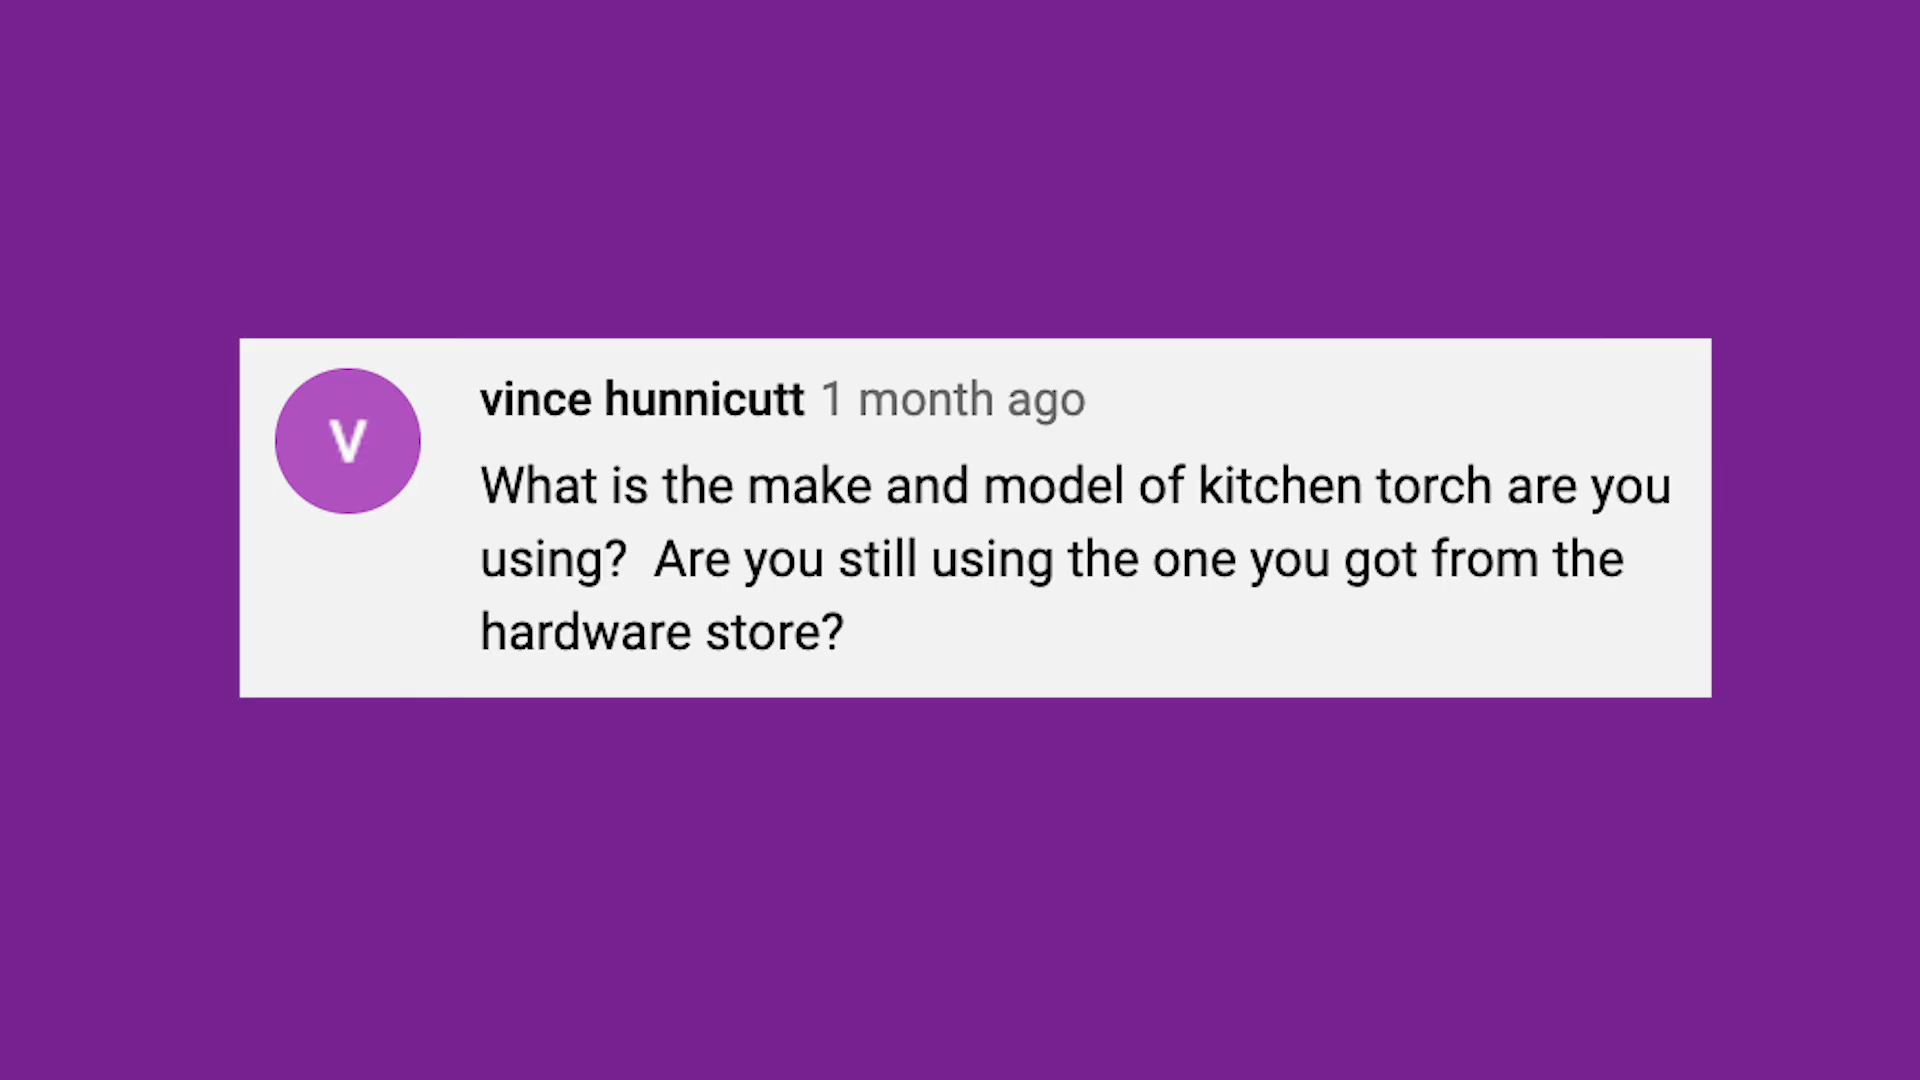 V
vince hunnicutt 1 month ago
What is the make and model of kitchen torch are you
using?  Are you still using the one you got from the
hardware store?